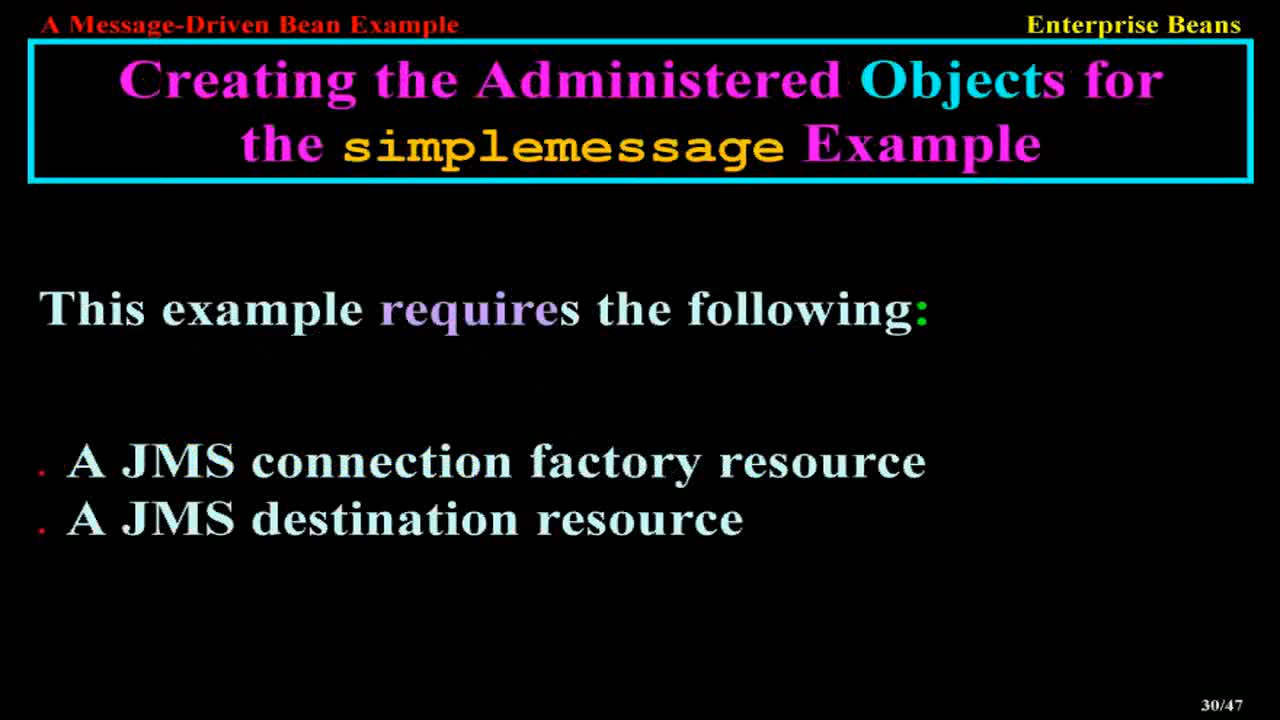 A Message-Driven Bean Example
Enterprise Beans
Creating the Administered Objects for
the simplemessage Example
This example requires the following:
. A JMS connection factory resource
. A JMS destination resource
30/47